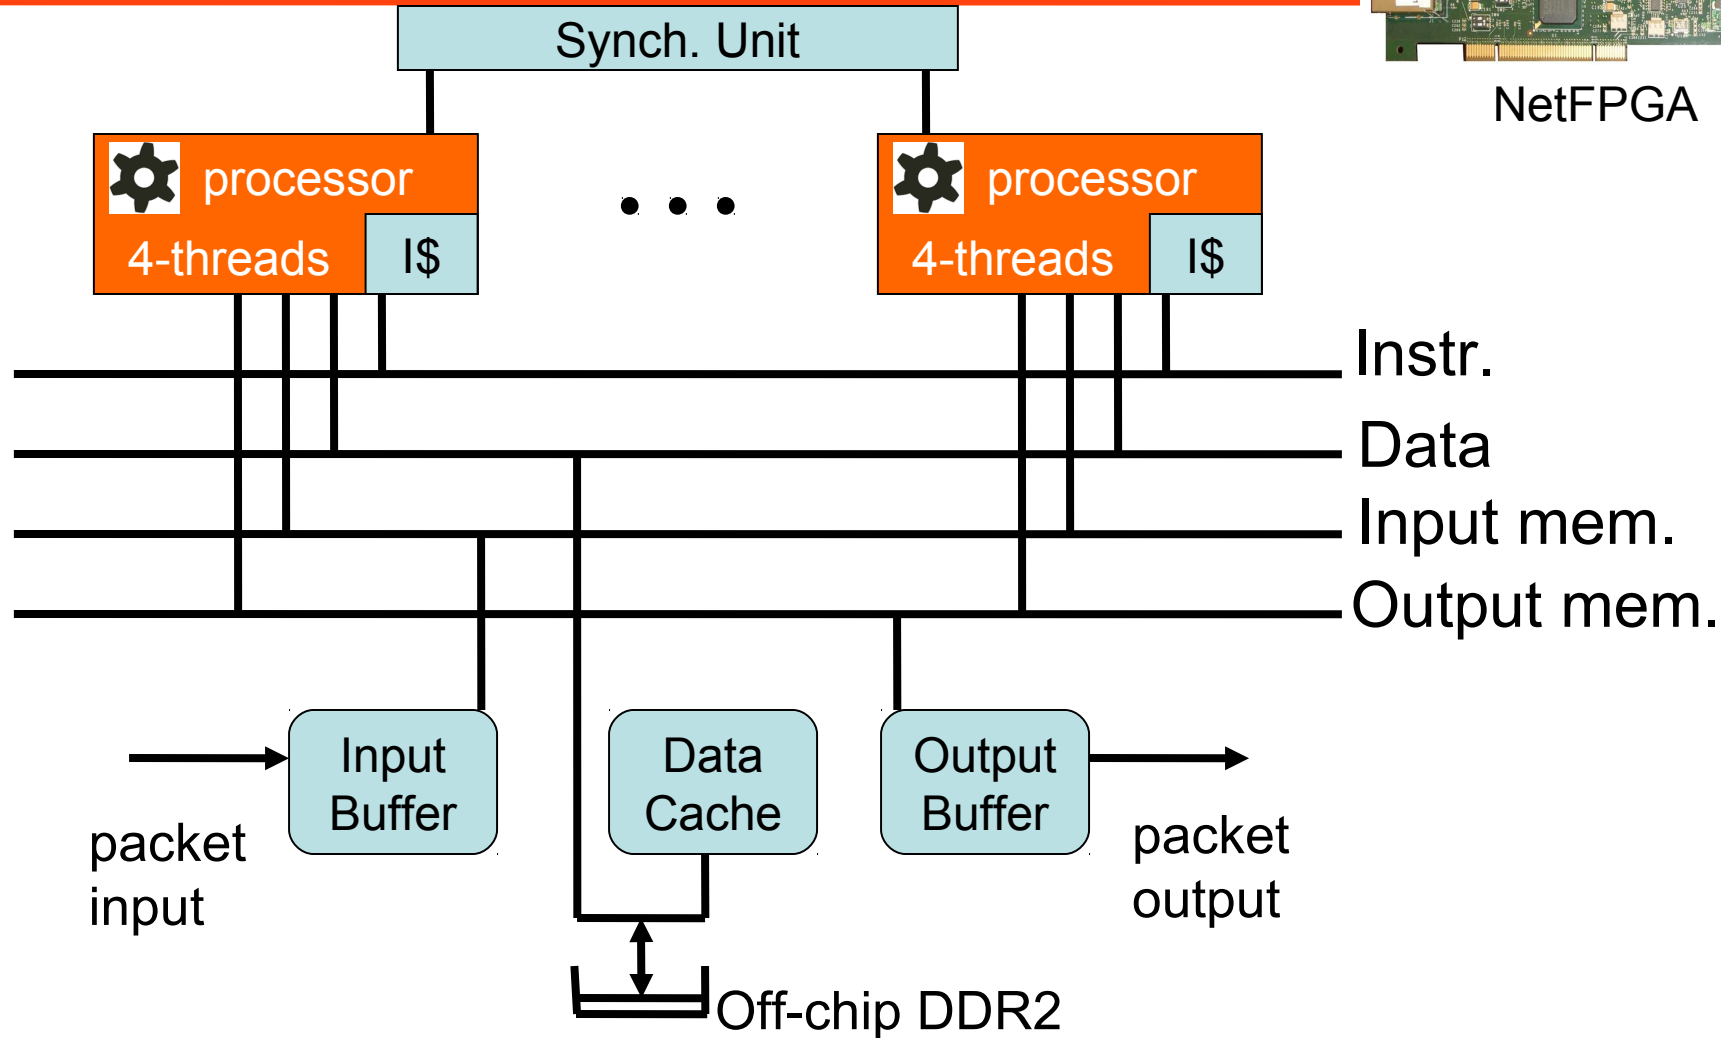 Synch. Unit
NetFPGA
processor
4-threads
I$
processor
4-threads
I$
Instr.
Data
Input mem.
Output mem.
Input
Buffer
Data
Cache
Output
Buffer
packet
input
packet
output
Off-chip DDR2